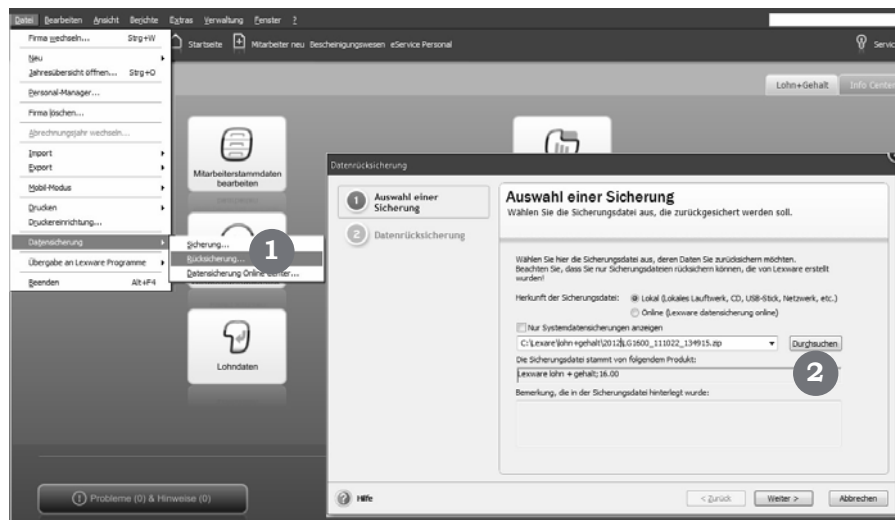 Datei Bearbeiten Ansicht Berichte Extras Verwaltung Fenster ?
Firma wechseln... Strg+W
Neu
Jahresübersicht öffnen... Strg+O
Personal-Manager...
Firma löschen...
Abrechnungsjahr wechseln...
Import
Export
Mobil-Modus
Drucken
Druckereinrichtung...
Datensicherung
Übergabe an Lexware Programme
Beenden Alt+F4
Sicherung...
Rücksicherung...
Datensicherung Online Center...
1
Startseite Mitarbeiter neu Bescheinigungswesen eService Personal
Servic
Lohn+Gehalt Info Center
Mitarbeiterstammdaten
bearbeiten
Lohndaten
Probleme (0) & Hinweise (0)
Datenrücksicherung
1 Auswahl einer
Sicherung
2 Datenrücksicherung
Auswahl einer Sicherung
Wählen Sie die Sicherungsdatei aus, die zurückgesichert werden soll.
Wählen Sie hier die Sicherungsdatei aus, deren Daten Sie zurücksichern möchten.
Beachten Sie, dass Sie nur Sicherungsdateien rücksichern können, die von Lexware erstellt
wurden!
Herkunft der Sicherungsdatei: Lokal (Lokales Laufwerk, CD, USB-Stick, Netzwerk, etc.)
Online (Lexware datensicherung online)
Nur Systemdatensicherungen anzeigen
C:\Lexare\lohn+gehalt\2012\LG1600_111022_134915.zip Durchsuchen
2
Die Sicherungsdatei stammt von folgendem Produkt:
Lexware lohn + gehalt;16.00
Bemerkung, die in der Sicherungsdatei hinterlegt wurde:
Hilfe < Zurück Weiter > Abbrechen